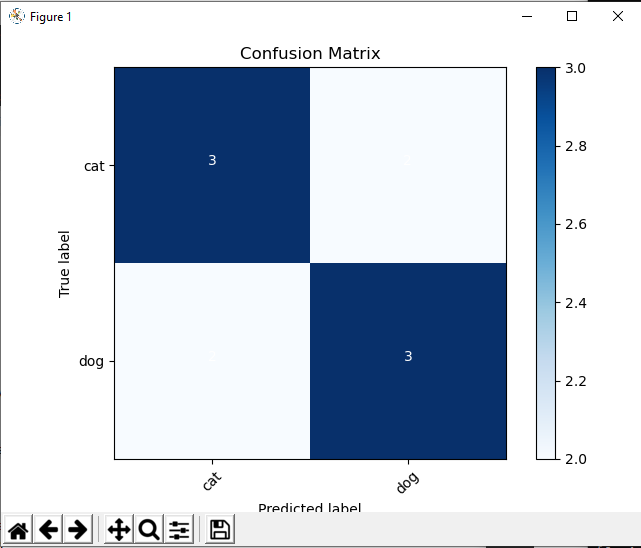 Figure 1
Confusion Matrix
3
cat
dog
3
True label
cat
dog
Predicted label
3.0
2.8
2.6
2.4
2.2
2.0